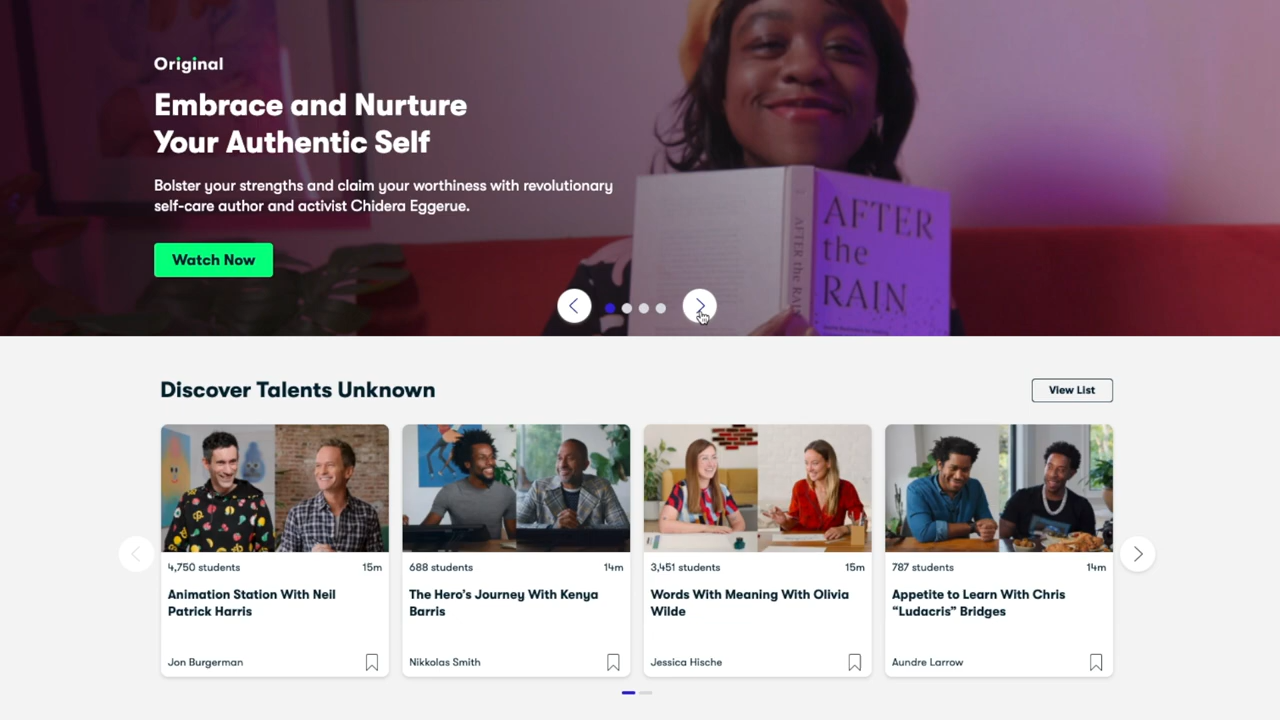 Original
Embrace and Nurture
Your Authentic Self
Bolster your strengths and claim your worthiness with revolutionary
self-care author and activist Chidera Eggerue.
Watch Now
AFTER
the
RAIN
AFTER the RAIN
Discover Talents Unknown
View List
4,750 students
15m
Animation Station With Neil
Patrick Harris
Jon Burgerman
688 students
14m
The Hero's Journey With Kenya
Barris
Nikkolas Smith
3,451 students
15m
Words With Meaning With Olivia
Wilde
Jessica Hische
787 students
14m
Appetite to Learn With Chris
“Ludacris” Bridges
Aundre Larrow